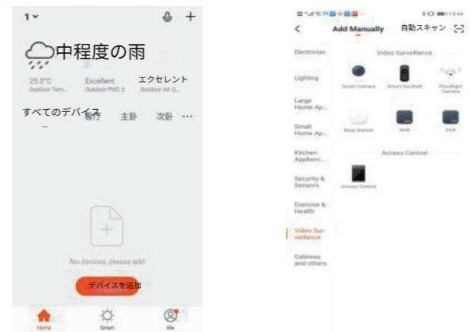 1
中程度の雨
25.0°C Excellent エクセレント
Outdoor Tem... Outdoor PM2.5 Outdoor Air Q...
すべてのデバイス 客厅 主卧 次卧 ...
No devices, please add
デバイスを追加
Home Smart Me
Add Manually 自動スキャン
Electrician
Lighting
Large
Home Ap...
Small
Home Ap...
Kitchen
Applianc...
Security &
Sensors
Exercise &
Health
Video Sur-
veillance
Gateway
and others
Video Surveillance
Smart Camera Smart Doorbell Floodlight
Camera
Base Station NVR DVR
Access Control
Access Control